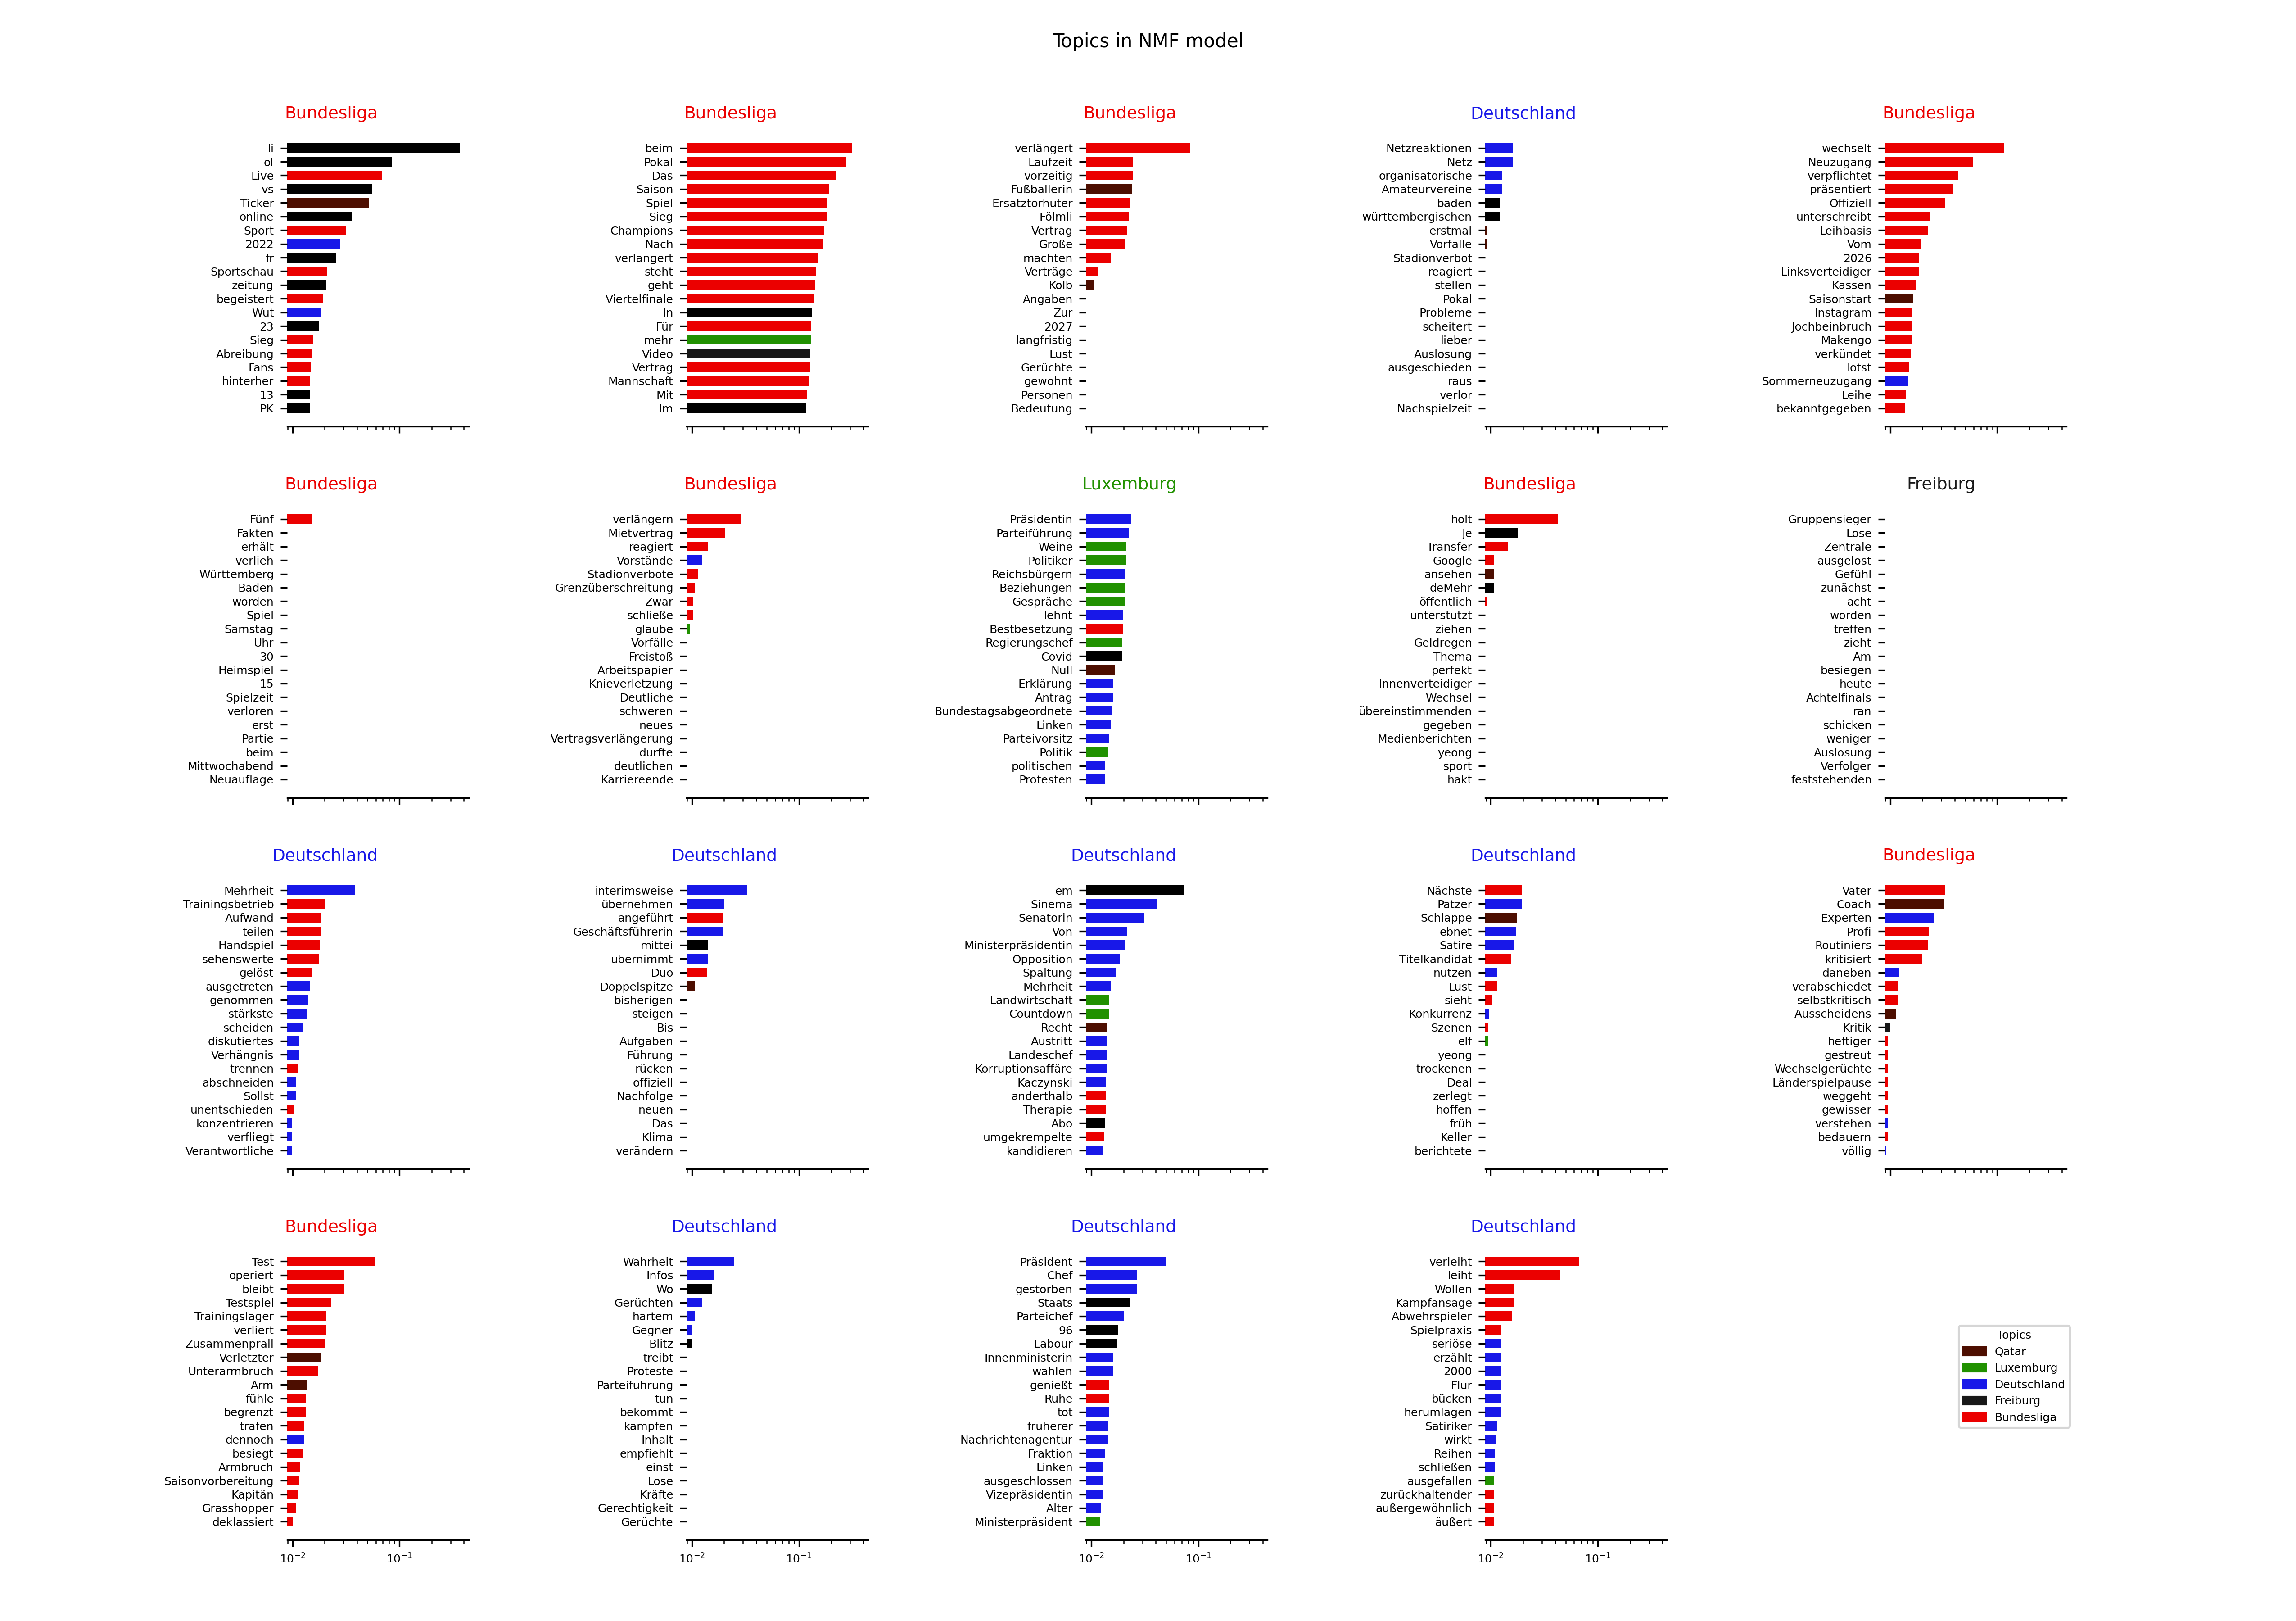 Topics in NMF model
Bundesliga
li
ol
Live
vs
Ticker
online
Sport
2022
fr
Sportschau
zeitung
begeistert
Wut
23
Sieg
Abreibung
Fans
hinterher
13
PK
Bundesliga
beim
Pokal
Das
Saison
Spiel
Sieg
Champions
Nach
verlängert
steht
geht
Viertelfinale
In
Für
mehr
Video
Vertrag
Mannschaft
Mit
Im
Bundesliga
verlängert
Laufzeit
vorzeitig
Fußballerin
Ersatztorhüter
Fölmli
Vertrag
Größe
machten
Verträge
Kolb
Angaben
Zur
2027
langfristig
Lust
Gerüchte
gewohnt
Personen
Bedeutung
Deutschland
Netzreaktionen
Netz
organisatorische
Amateurvereine
baden
württembergischen
erstmal
Vorfälle
Stadionverbot
reagiert
stellen
Pokal
Probleme
scheitert
lieber
Auslosung
ausgeschieden
raus
verlor
Nachspielzeit
Bundesliga
wechselt
Neuzugang
verpflichtet
präsentiert
Offiziell
unterschreibt
Leihbasis
Vom
2026
Linksverteidiger
Kassen
Saisonstart
Instagram
Jochbeinbruch
Makengo
verkündet
lotst
Sommerneuzugang
Leihe
bekanntgegeben
Bundesliga
Fünf
Fakten
erhält
verlieh
Württemberg
Baden
worden
Spiel
Samstag
Uhr
30
Heimspiel
15
Spielzeit
verloren
erst
Partie
beim
Mittwochabend
Neuauflage
Bundesliga
verlängern
Mietvertrag
reagiert
Vorstände
Stadionverbote
Grenzüberschreitung
Zwar
schließe
glaube
Vorfälle
Freistoß
Arbeitspapier
Knieverletzung
Deutliche
schweren
neues
Vertragsverlängerung
durfte
deutlichen
Karriereende
Luxemburg
Präsidentin
Parteiführung
Weine
Politiker
Reichsbürgern
Beziehungen
Gespräche
lehnt
Bestbesetzung
Regierungschef
Covid
Null
Erklärung
Antrag
Bundestagsabgeordnete
Linken
Parteivorsitz
Politik
politischen
Protesten
Bundesliga
holt
Je
Transfer
Google
ansehen
deMehr
öffentlich
unterstützt
ziehen
Geldregen
Thema
perfekt
Innenverteidiger
Wechsel
übereinstimmenden
gegeben
Medienberichten
yeong
sport
hakt
Freiburg
Gruppensieger
Lose
Zentrale
ausgelost
Gefühl
zunächst
acht
worden
treffen
zieht
Am
besiegen
heute
Achtelfinals
ran
schicken
weniger
Auslosung
Verfolger
feststehenden
Deutschland
Mehrheit
Trainingsbetrieb
Aufwand
teilen
Handspiel
sehenswerte
gelöst
ausgetreten
genommen
stärkste
scheiden
diskutiertes
Verhängnis
trennen
abschneiden
Sollst
unentschieden
konzentrieren
verfliegt
Verantwortliche
Deutschland
interimsweise
übernehmen
angeführt
Geschäftsführerin
mittei
übernimmt
Duo
Doppelspitze
bisherigen
steigen
Bis
Aufgaben
Führung
rücken
offiziell
Nachfolge
neuen
Das
Klima
verändern
Deutschland
em
Sinema
Senatorin
Von
Ministerpräsidentin
Opposition
Spaltung
Mehrheit
Landwirtschaft
Countdown
Recht
Austritt
Landeschef
Korruptionsaffäre
Kaczynski
anderthalb
Therapie
Abo
umgekrempelte
kandidieren
Deutschland
Nächste
Patzer
Schlappe
ebnet
Satire
Titelkandidat
nutzen
Lust
sieht
Konkurrenz
Szenen
elf
yeong
trockenen
Deal
zerlegt
hoffen
früh
Keller
berichtete
Bundesliga
Vater
Coach
Experten
Profi
Routiniers
kritisiert
daneben
verabschiedet
selbstkritisch
Ausscheidens
Kritik
heftiger
gestreut
Wechselgerüchte
Länderspielpause
weggeht
gewisser
verstehen
bedauern
völlig
Bundesliga
Test
operiert
bleibt
Testspiel
Trainingslager
verliert
Zusammenprall
Verletzter
Unterarmbruch
Arm
fühle
begrenzt
trafen
dennoch
besiegt
Armbruch
Saisonvorbereitung
Kapitän
Grasshopper
deklassiert
10⁻² 10⁻¹
Deutschland
Wahrheit
Infos
Wo
Gerüchten
hartem
Gegner
Blitz
treibt
Proteste
Parteiführung
tun
bekommt
kämpfen
Inhalt
empfiehlt
einst
Lose
Kräfte
Gerechtigkeit
Gerüchte
10⁻² 10⁻¹
Deutschland
Präsident
Chef
gestorben
Staats
Parteichef
96
Labour
Innenministerin
wählen
genießt
Ruhe
tot
früherer
Nachrichtenagentur
Fraktion
Linken
ausgeschlossen
Vizepräsidentin
Alter
Ministerpräsident
10⁻² 10⁻¹
Deutschland
verleiht
leiht
Wollen
Kampfansage
Abwehrspieler
Spielpraxis
seriöse
erzählt
2000
Flur
bücken
herumlägen
Satiriker
wirkt
Reihen
schließen
ausgefallen
zurückhaltender
außergewöhnlich
äußert
10⁻² 10⁻¹
Topics
Qatar
Luxemburg
Deutschland
Freiburg
Bundesliga